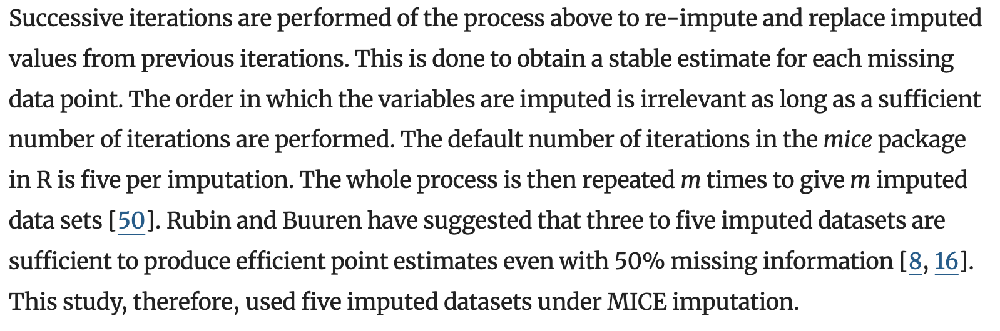 Successive iterations are performed of the process above to re-impute and replace imputed
values from previous iterations. This is done to obtain a stable estimate for each missing
data point. The order in which the variables are imputed is irrelevant as long as a sufficient
number of iterations are performed. The default number of iterations in the mice package
in R is five per imputation. The whole process is then repeated m times to give m imputed
data sets [50]. Rubin and Buuren have suggested that three to five imputed datasets are
sufficient to produce efficient point estimates even with 50% missing information [8, 16].
This study, therefore, used five imputed datasets under MICE imputation.